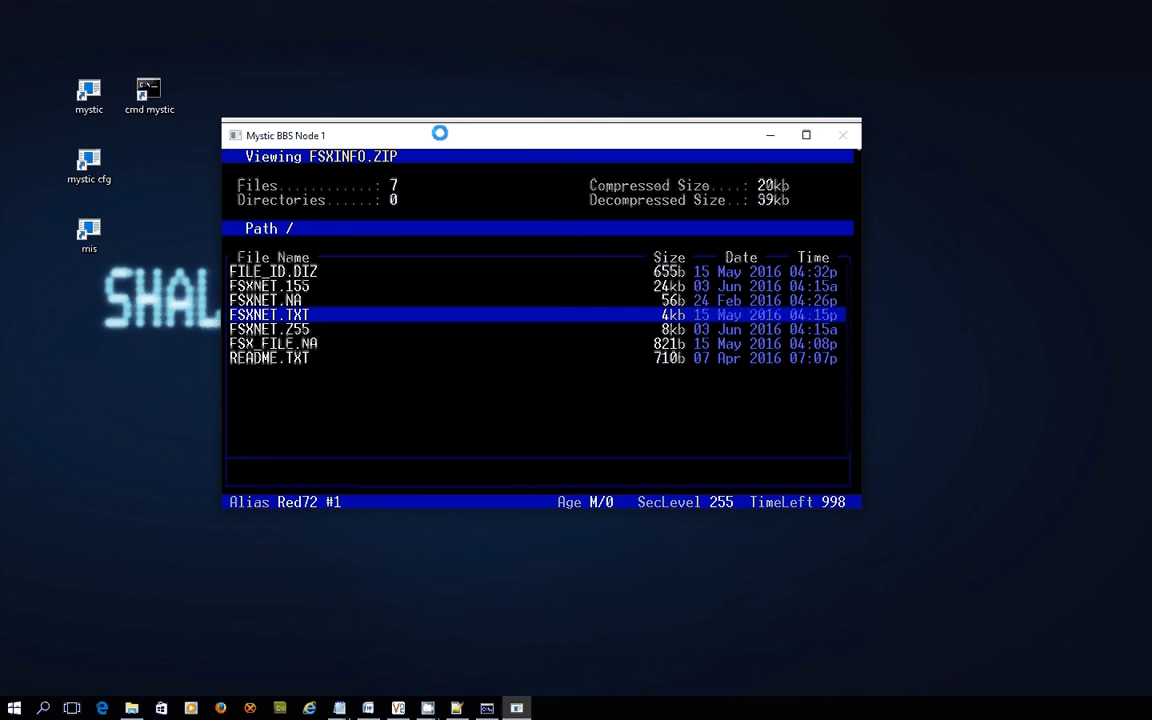 mystic
cmd mystic
mystic cfg
mis
SHAL
Mystic BBS Node 1
Viewing FSXINFO.ZIP
Files............: 7 Compressed Size....: 20kb
Directories......: 0 Decompressed Size..: 39kb
Path /
File Name Size Date Time
FILE_ID.DIZ 655b 15 May 2016 04:32p
FSXNET.155 24kb 03 Jun 2016 04:15a
FSXNET.NA 56b 24 Feb 2016 04:26p
FSXNET.TXT 4kb 15 May 2016 04:15p
FSXNET.Z55 8kb 03 Jun 2016 04:15a
FSX_FILE.NA 821b 15 May 2016 04:08p
README.TXT 710b 07 Apr 2016 07:07p
Alias Red72 #1 Age M/0 SecLevel 255 TimeLeft 998